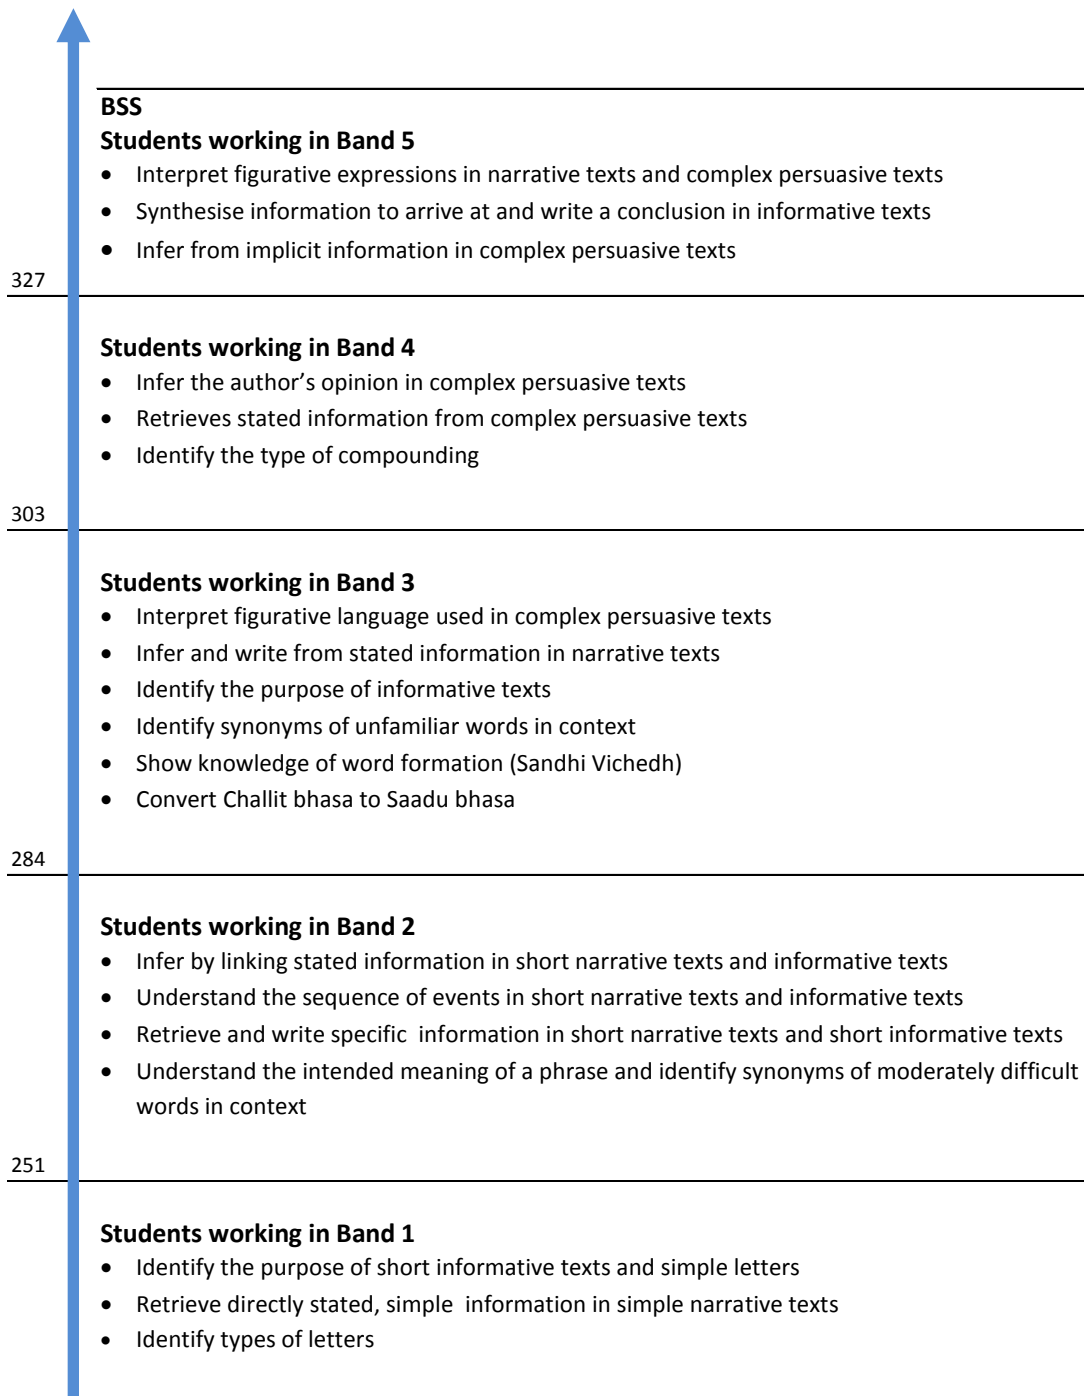 BSS
Students working in Band 5
• Interpret figurative expressions in narrative texts and complex persuasive texts
• Synthesise information to arrive at and write a conclusion in informative texts
• Infer from implicit information in complex persuasive texts
327
Students working in Band 4
• Infer the author’s opinion in complex persuasive texts
• Retrieves stated information from complex persuasive texts
• Identify the type of compounding
303
Students working in Band 3
• Interpret figurative language used in complex persuasive texts
• Infer and write from stated information in narrative texts
• Identify the purpose of informative texts
• Identify synonyms of unfamiliar words in context
• Show knowledge of word formation (Sandhi Vichedh)
• Convert Challit bhasa to Saadu bhasa
284
Students working in Band 2
• Infer by linking stated information in short narrative texts and informative texts
• Understand the sequence of events in short narrative texts and informative texts
• Retrieve and write specific information in short narrative texts and short informative texts
• Understand the intended meaning of a phrase and identify synonyms of moderately difficult
words in context
251
Students working in Band 1
• Identify the purpose of short informative texts and simple letters
• Retrieve directly stated, simple information in simple narrative texts
• Identify types of letters